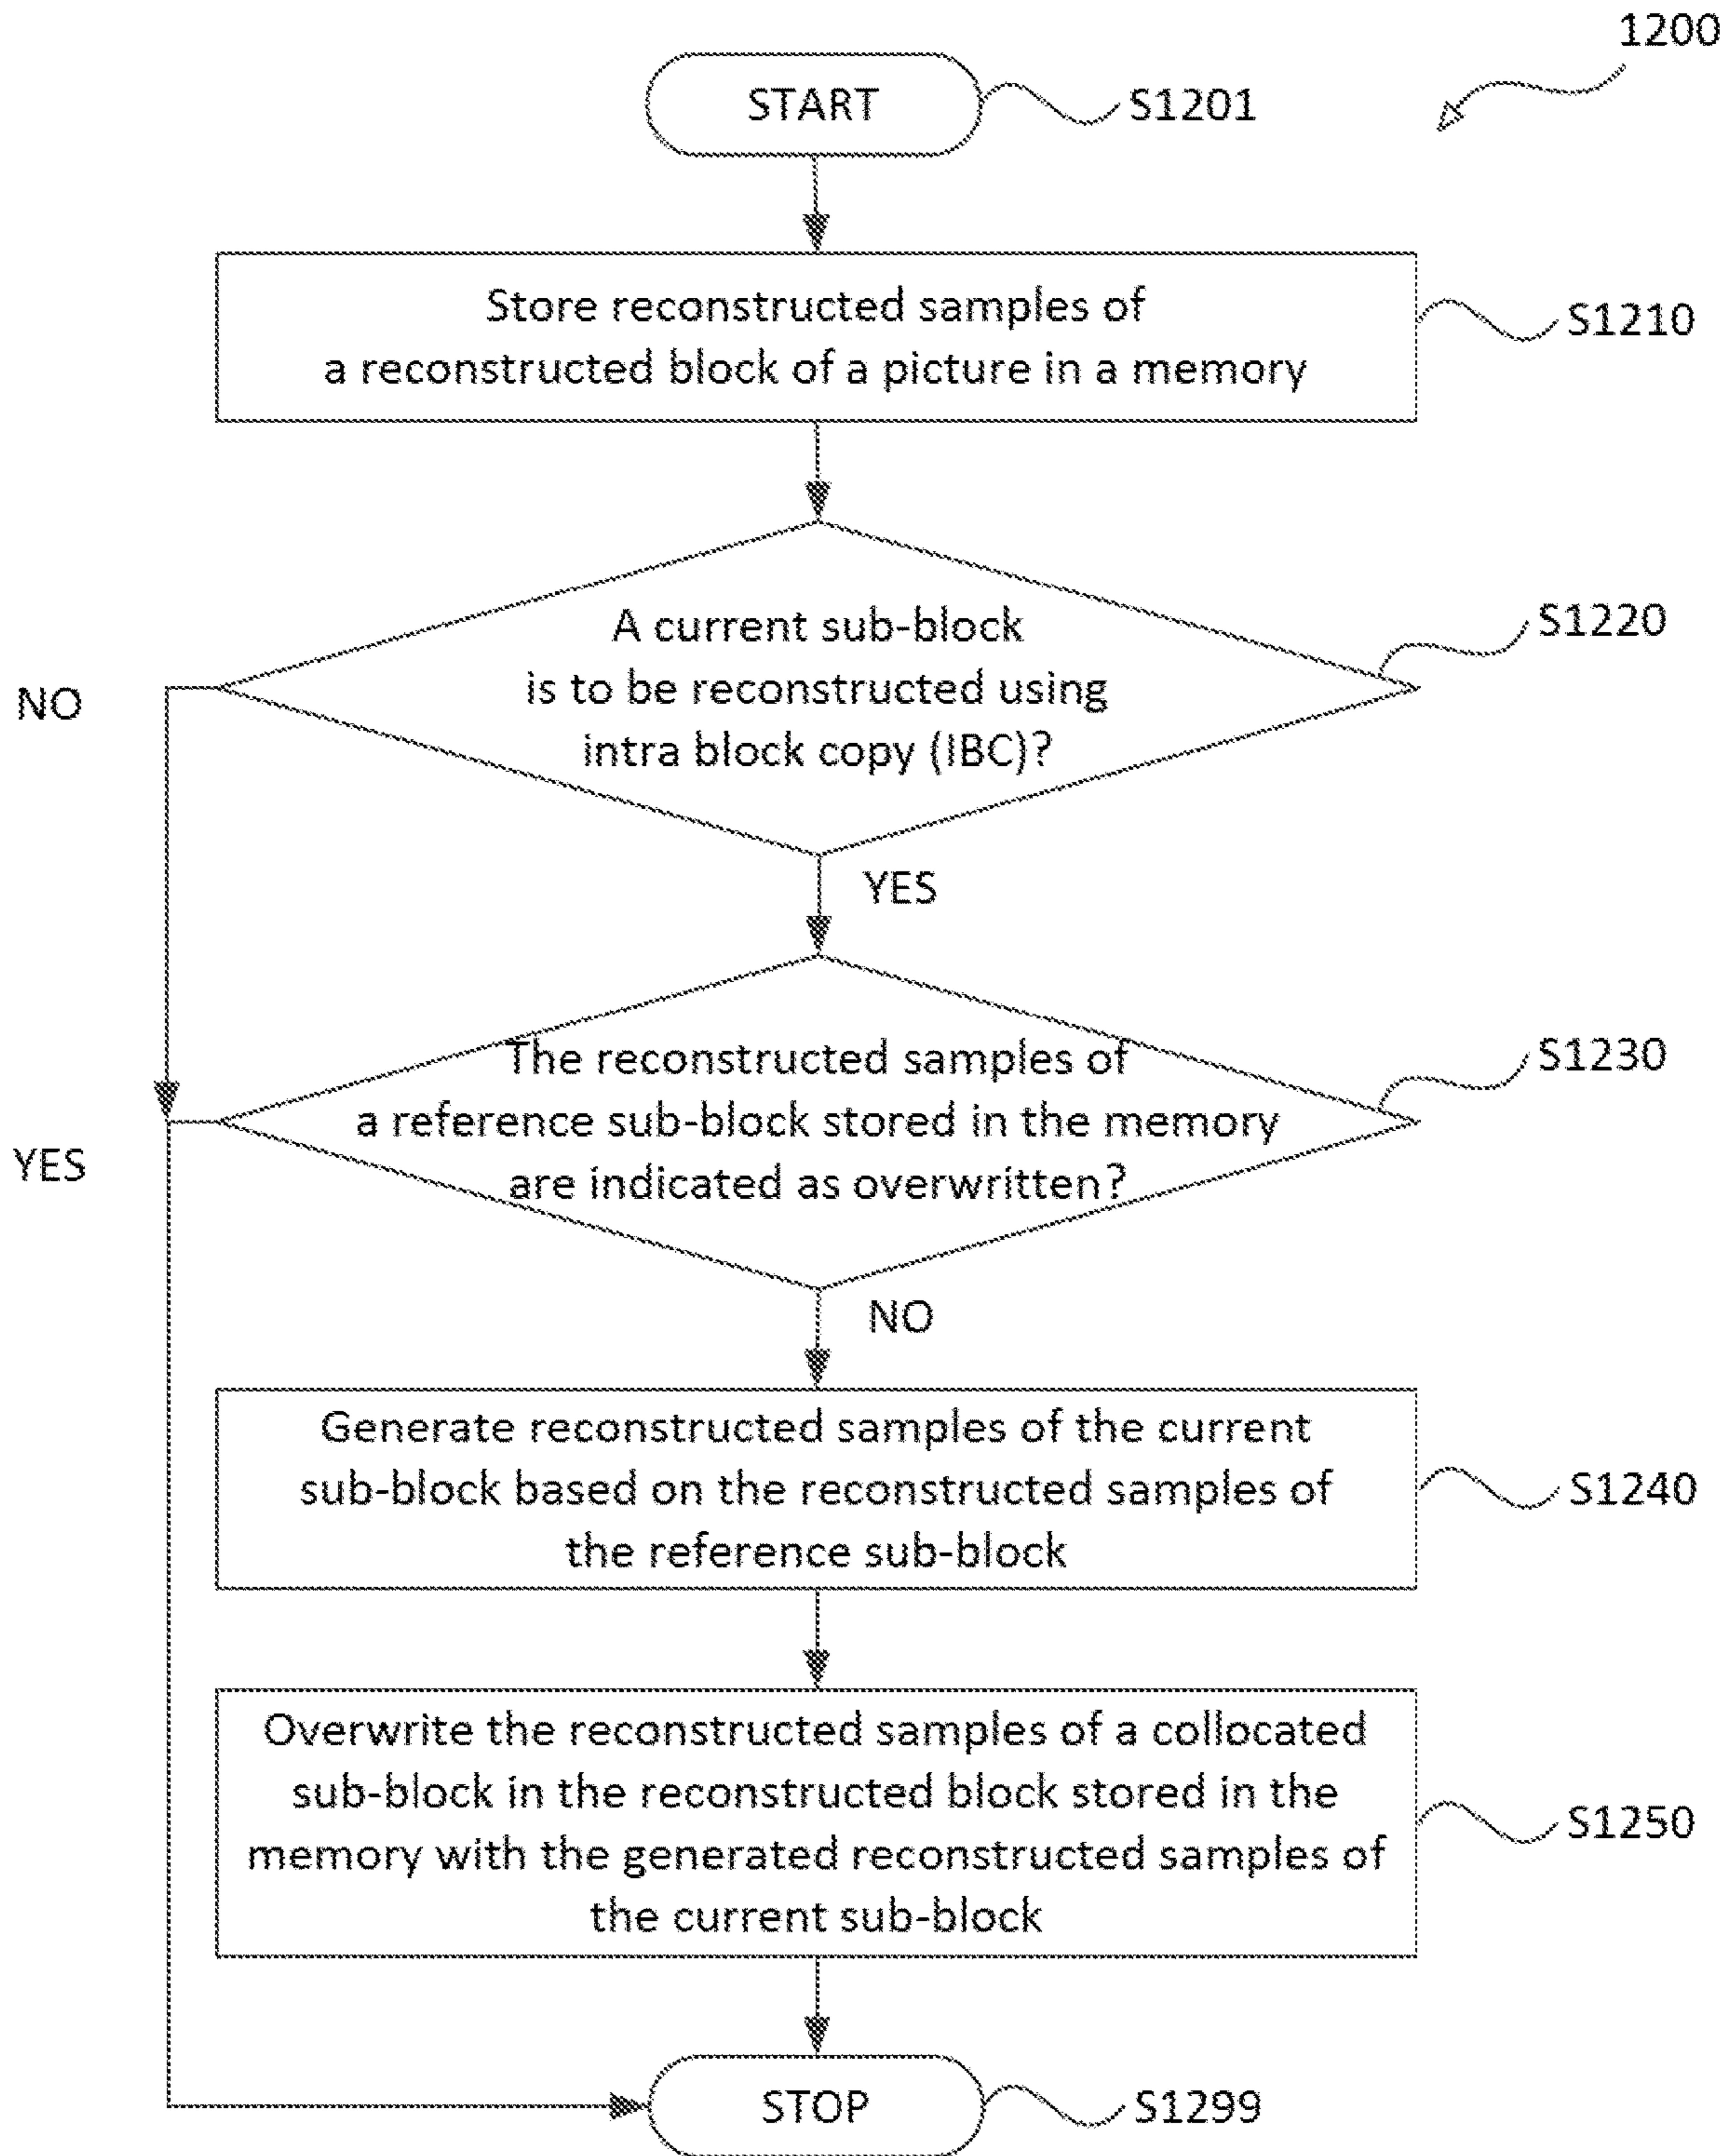 1200
START
S1201
Store reconstructed samples of
a reconstructed block of a picture in a memory
S1210
A current sub-block
is to be reconstructed using
intra block copy (IBC)?
S1220
NO
YES
The reconstructed samples of
a reference sub-block stored in the memory
are indicated as overwritten?
S1230
YES
NO
Generate reconstructed samples of the current
sub-block based on the reconstructed samples of
the reference sub-block
S1240
Overwrite the reconstructed samples of a collocated
sub-block in the reconstructed block stored in the
memory with the generated reconstructed samples of
the current sub-block
S1250
STOP
S1299